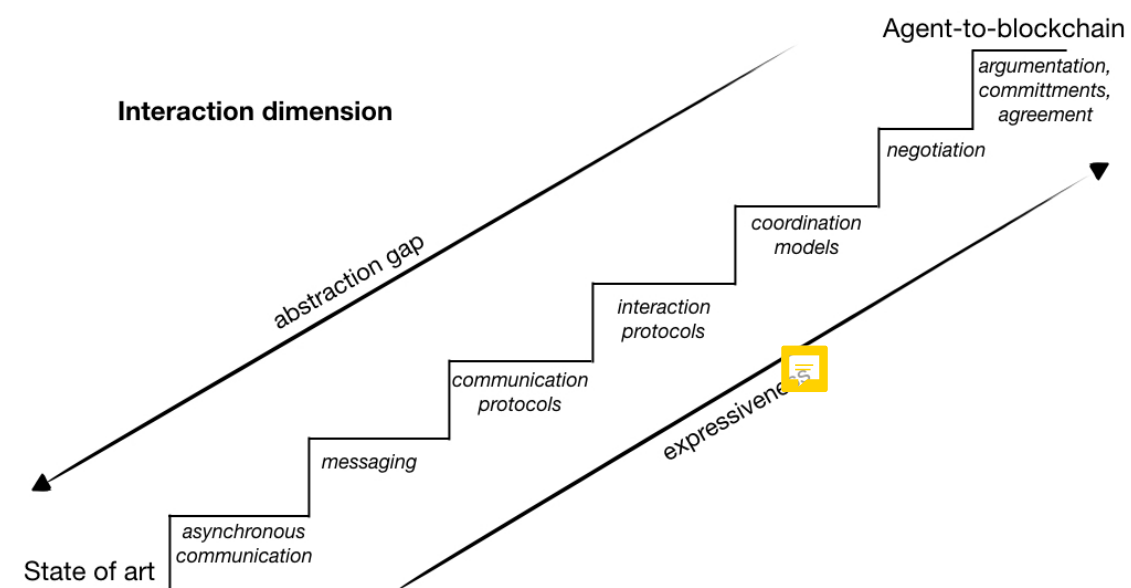 Agent-to-blockchain
argumentation,
committments,
agreement
Interaction dimension
negotiation
coordination
models
abstraction gap
interaction
protocols
expressiveness
communication
protocols
messaging
asynchronous
communication
State of art